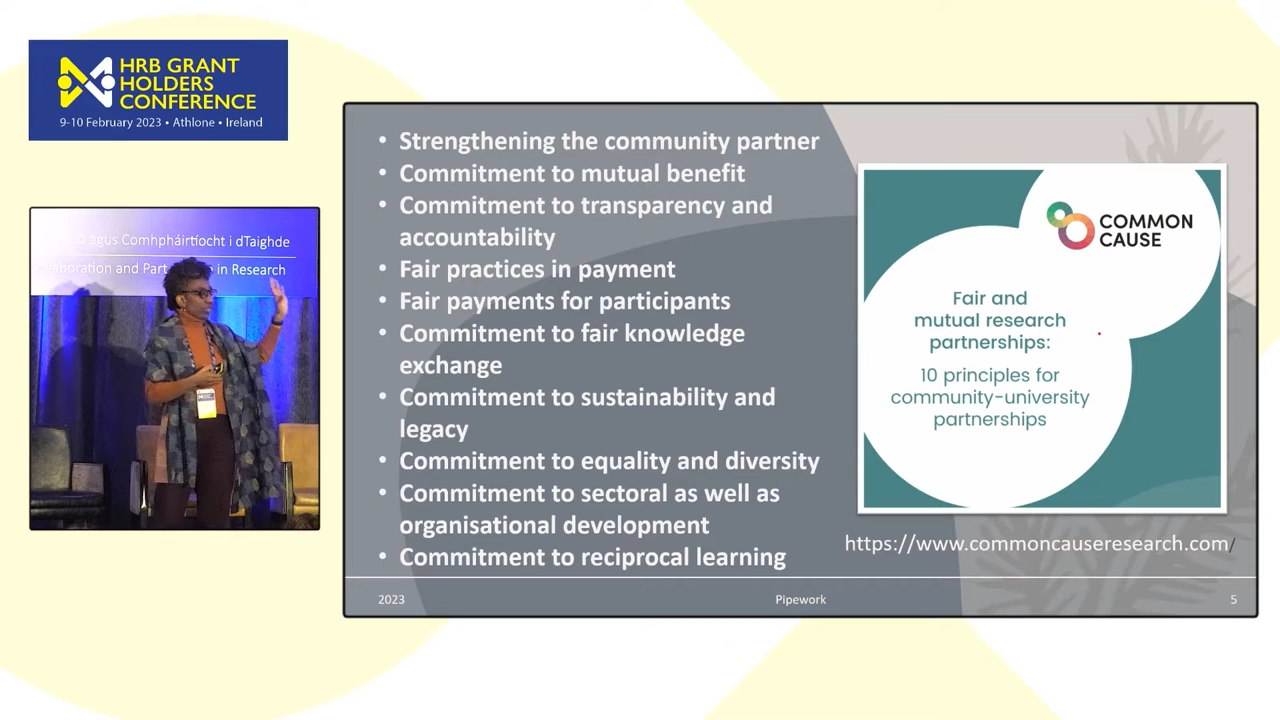 HRB GRANT
HOLDERS
CONFERENCE
9-10 February 2023 • Athlone • Ireland
agus Comhpháirtíocht i dTaighde
in Research
• Strengthening the community partner
• Commitment to mutual benefit
• Commitment to transparency and
accountability
• Fair practices in payment
• Fair payments for participants
• Commitment to fair knowledge
exchange
• Commitment to sustainability and
legacy
• Commitment to equality and diversity
• Commitment to sectoral as well as
organisational development
• Commitment to reciprocal learning
COMMON
CAUSE
Fair and
mutual research
partnerships:
10 principles for
community-university
partnerships
https://www.commoncauseresearch.com/
2023
Pipework
5